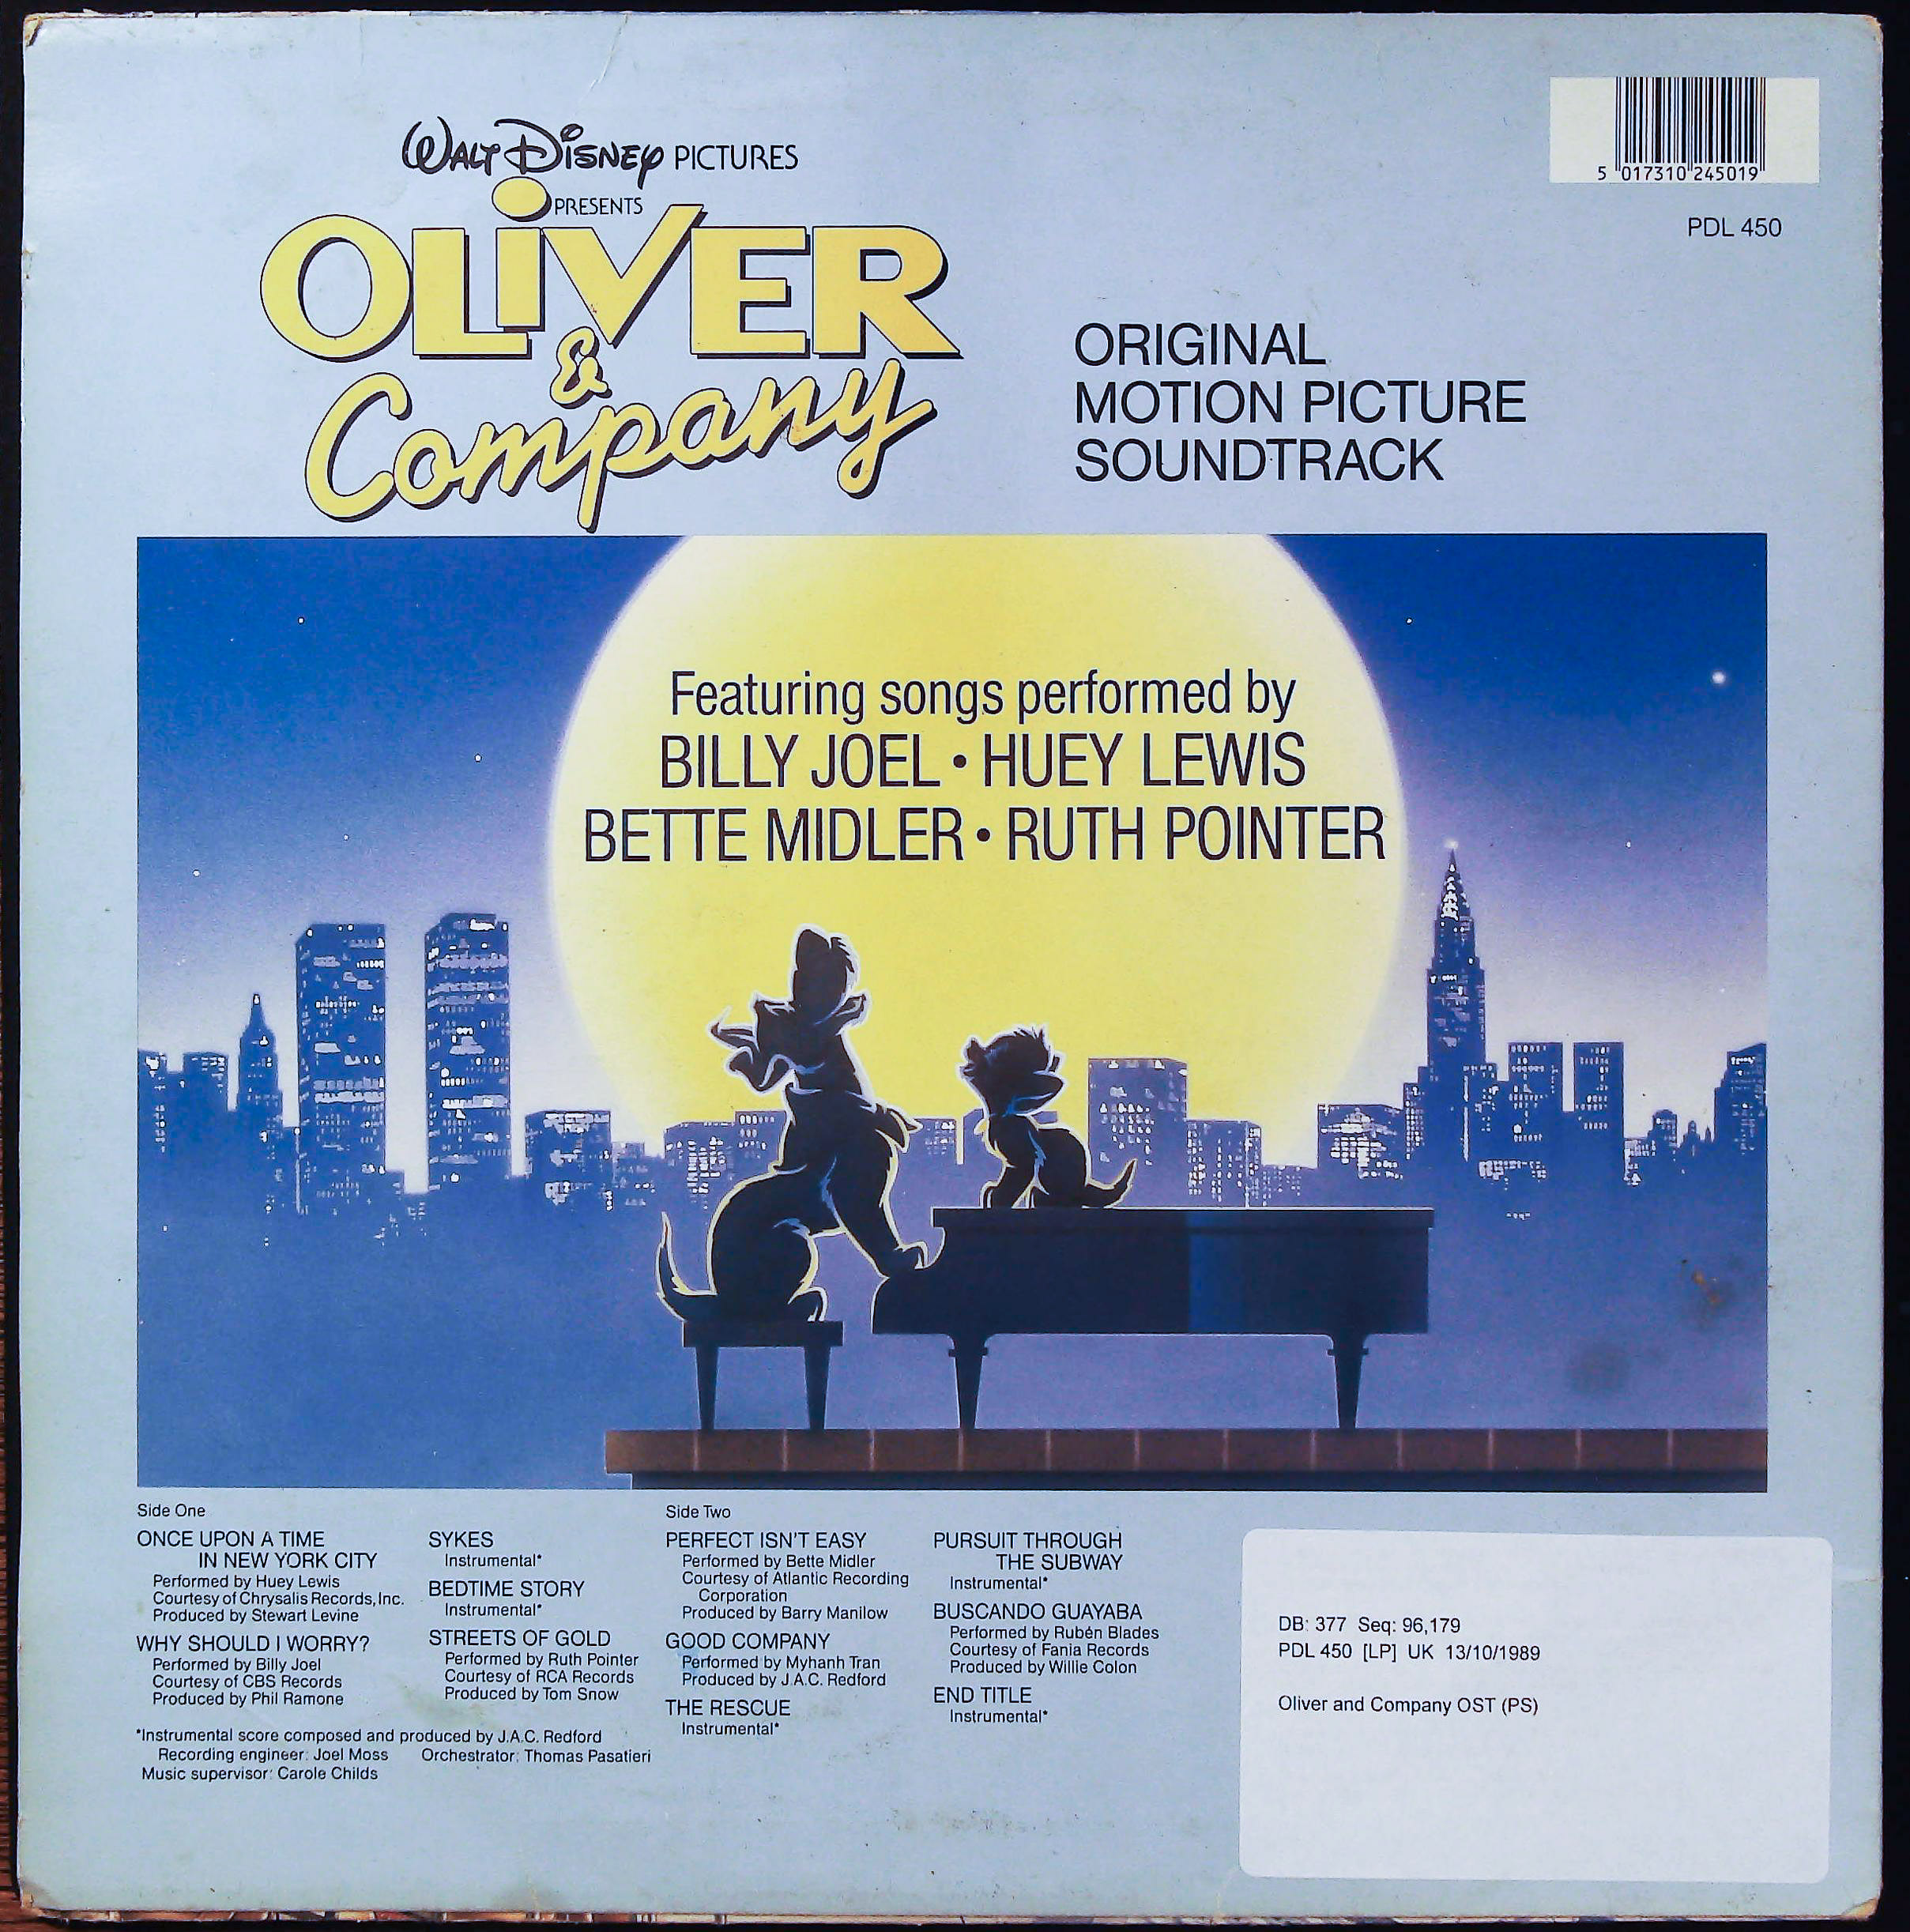 WALT DISNEY PICTURES
PRESENTS
OLiVER
&
Company
5 017310 245019
PDL 450
ORIGINAL
MOTION PICTURE
SOUNDTRACK
Featuring songs performed by
BILLY JOEL • HUEY LEWIS
BETTE MIDLER • RUTH POINTER
Side One
ONCE UPON A TIME
IN NEW YORK CITY
Performed by Huey Lewis
Courtesy of Chrysalis Records, Inc.
Produced by Stewart Levine
WHY SHOULD I WORRY?
Performed by Billy Joel
Courtesy of CBS Records
Produced by Phil Ramone
SYKES
Instrumental*
BEDTIME STORY
Instrumental*
STREETS OF GOLD
Performed by Ruth Pointer
Courtesy of RCA Records
Produced by Tom Snow
*Instrumental score composed and produced by J.A.C. Redford
Recording engineer: Joel Moss Orchestrator: Thomas Pasatieri
Music supervisor: Carole Childs
Side Two
PERFECT ISN'T EASY
Performed by Bette Midler
Courtesy of Atlantic Recording
Corporation
Produced by Barry Manilow
GOOD COMPANY
Performed by Myhanh Tran
Produced by J.A.C. Redford
THE RESCUE
Instrumental*
PURSUIT THROUGH
THE SUBWAY
Instrumental*
BUSCANDO GUAYABA
Performed by Rubén Blades
Courtesy of Fania Records
Produced by Willie Colon
END TITLE
Instrumental*
DB: 377 Seq: 96,179
PDL 450 [LP] UK 13/10/1989
Oliver and Company OST (PS)